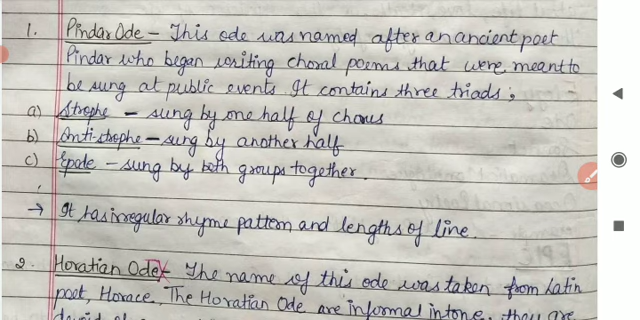 1. Pindar Ode – This ode was named after an ancient poet
Pindar who began writing choral poems that were meant to
be sung at public events It contains three triads;
a) Strophe – sung by one half of chorus
b) Anti-strophe – sung by another half
c) Epode – sung by both groups together.
→ It has irregular rhyme pattern and lengths of line.
2. Horatian Ode – The name of this ode was taken from Latin
poet, Horace. The Horatian Ode are informal in tone, they are